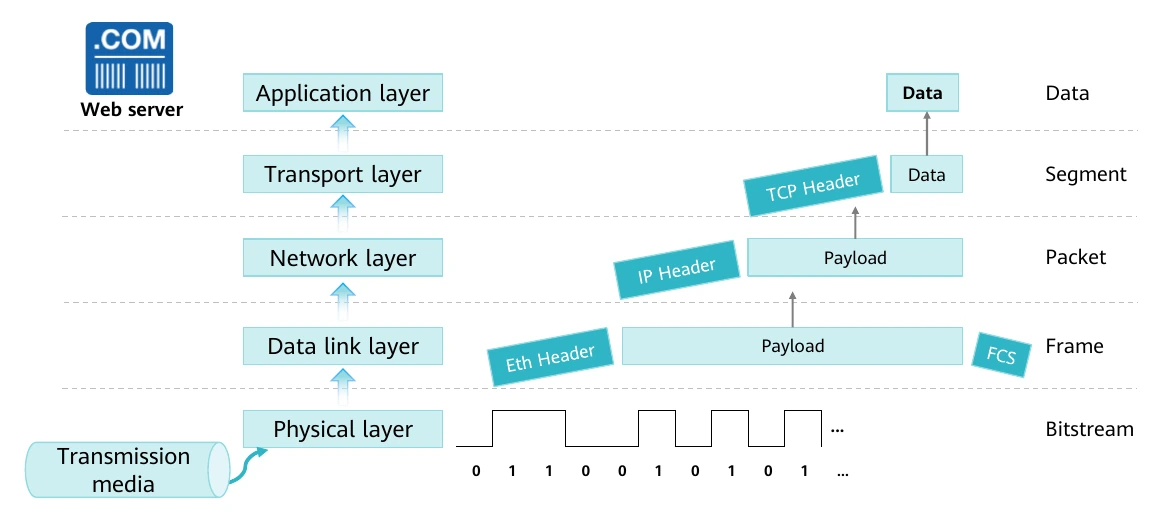 .COM
Web server
Application layer
Data
Data
Transport layer
TCP Header
Data
Segment
Network layer
IP Header
Payload
Packet
Data link layer
Eth Header
Payload
FCS
Frame
Physical layer
...
Bitstream
Transmission
media
0 1 1 0 0 1 0 1 0 1 ...